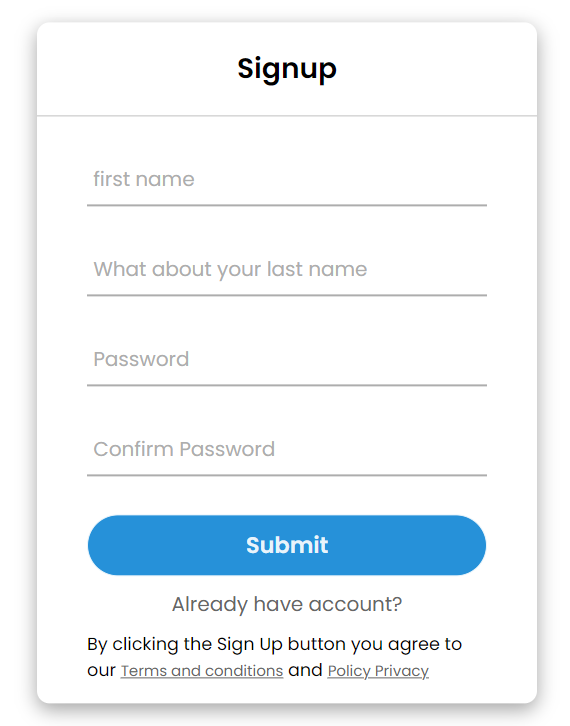 Signup
first name
What about your last name
Password
Confirm Password
Submit
Already have account?
By clicking the Sign Up button you agree to
our Terms and conditions and Policy Privacy